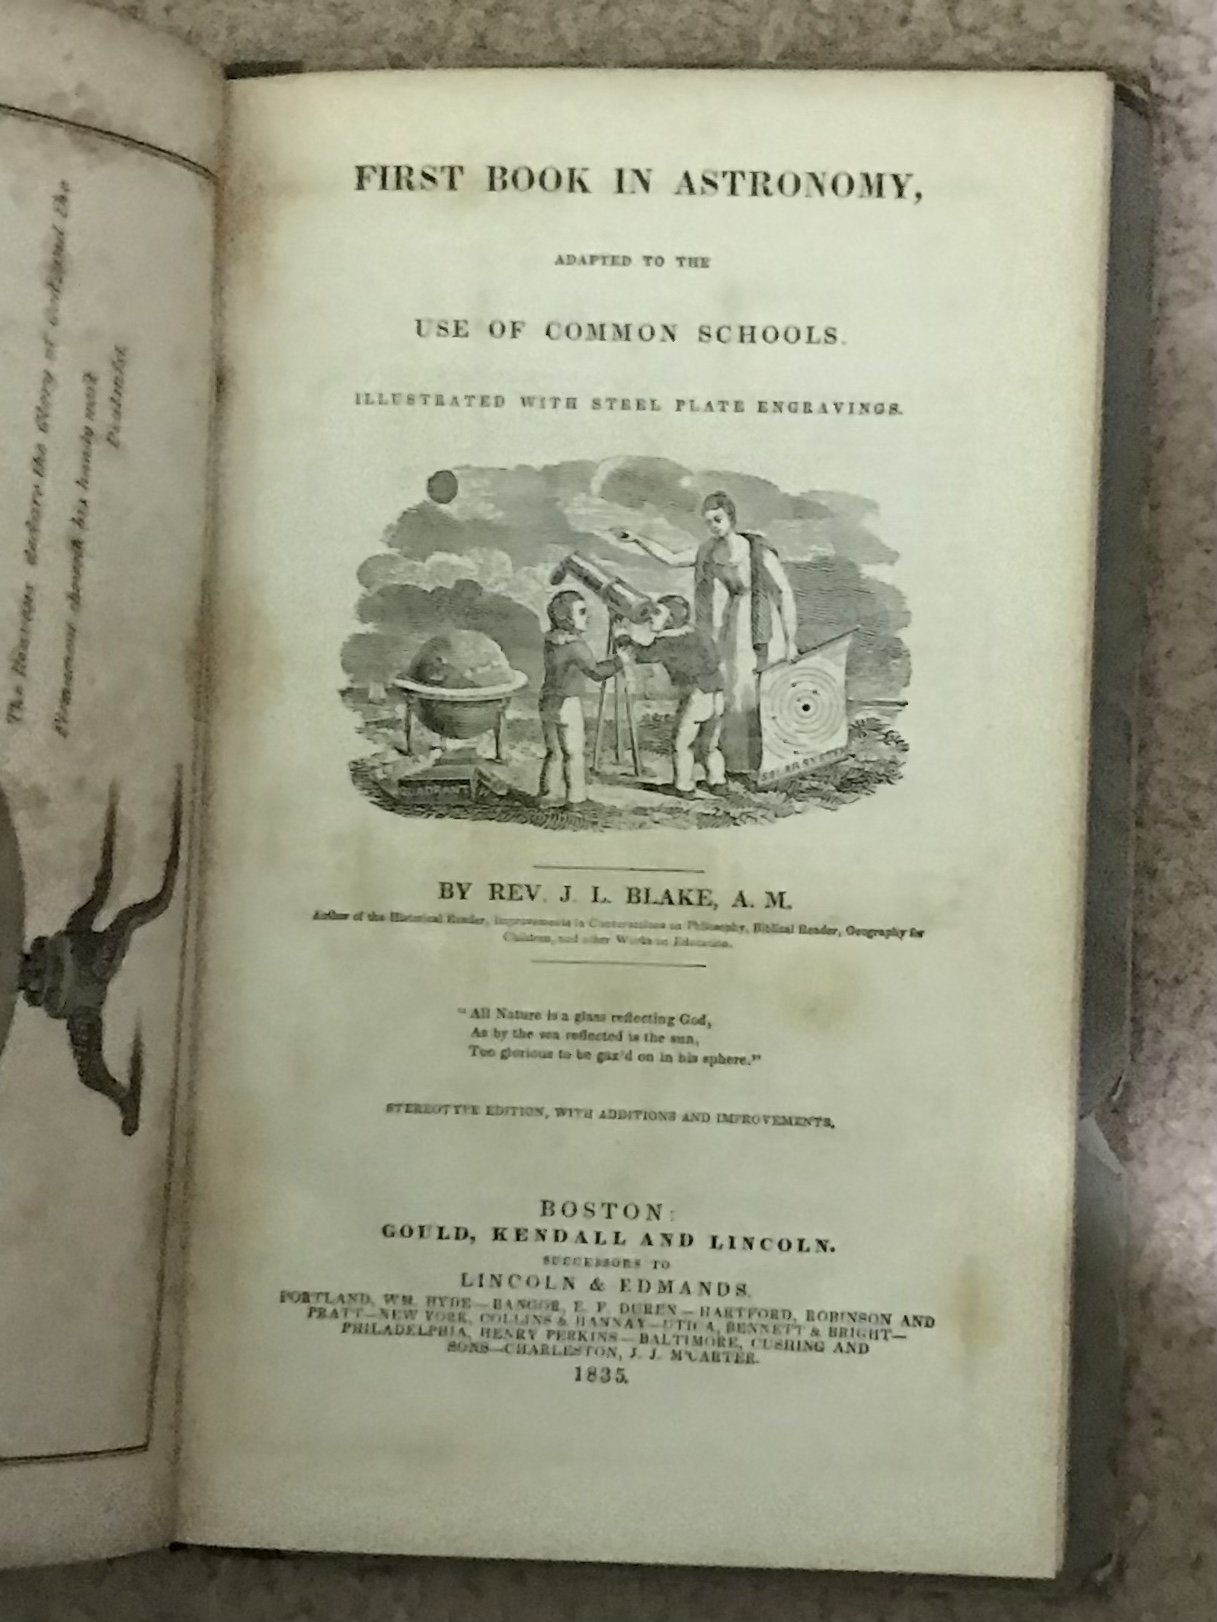 The Heavens declare the Glory of God, and the
Firmament sheweth his handy work
Psalmist.
FIRST BOOK IN ASTRONOMY,
ADAPTED TO THE
USE OF COMMON SCHOOLS.
ILLUSTRATED WITH STEEL PLATE ENGRAVINGS.
QUADRANT
SOLAR SYSTEM
BY REV. J. L. BLAKE, A. M.
Author of the Historical Reader, Improvements in Conversations on Philosophy, Biblical Reader, Geography for
Children, and other Works on Education.
"All Nature is a glass reflecting God,
As by the sea reflected is the sun,
Too glorious to be gaz'd on in his sphere."
STEREOTYPE EDITION, WITH ADDITIONS AND IMPROVEMENTS.
BOSTON:
GOULD, KENDALL AND LINCOLN.
SUCCESSORS TO
LINCOLN & EDMANDS.
PORTLAND, WM. HYDE—BANGOR, E. F. DUREN—HARTFORD, ROBINSON AND
PRATT—NEW YORK, COLLINS & HANNAY—UTICA, BENNETT & BRIGHT—
PHILADELPHIA, HENRY PERKINS—BALTIMORE, CUSHING AND
SONS—CHARLESTON, J. J. M'CARTER.
1835.